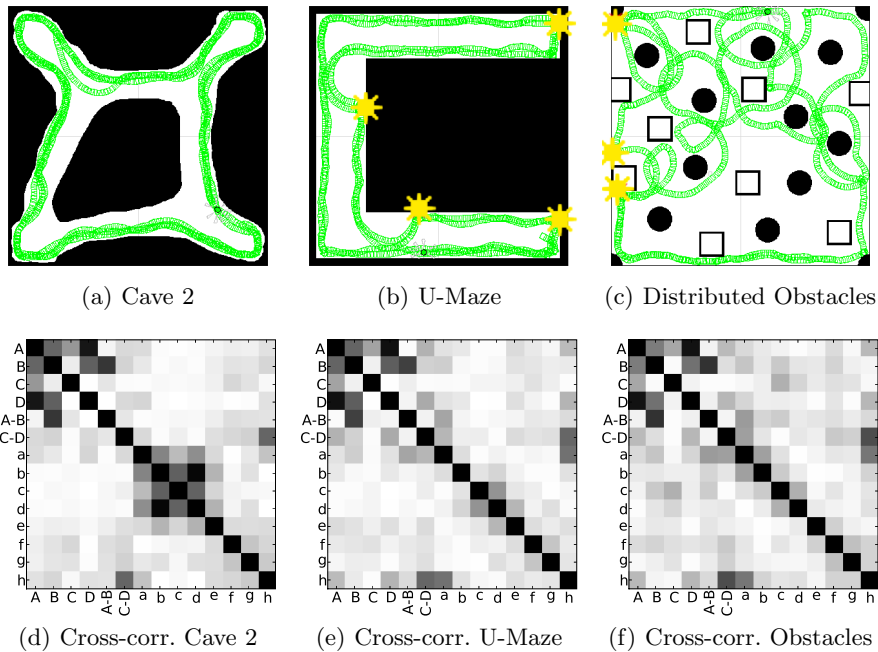 (a) Cave 2
(b) U-Maze
(c) Distributed Obstacles
A
B
C
D
A-B
C-D
a
b
c
d
e
f
g
h
A B C D A-B C-D a b c d e f g h
A
B
C
D
A-B
C-D
a
b
c
d
e
f
g
h
A B C D A-B C-D a b c d e f g h
A
B
C
D
A-B
C-D
a
b
c
d
e
f
g
h
A B C D A-B C-D a b c d e f g h
(d) Cross-corr. Cave 2
(e) Cross-corr. U-Maze
(f) Cross-corr. Obstacles